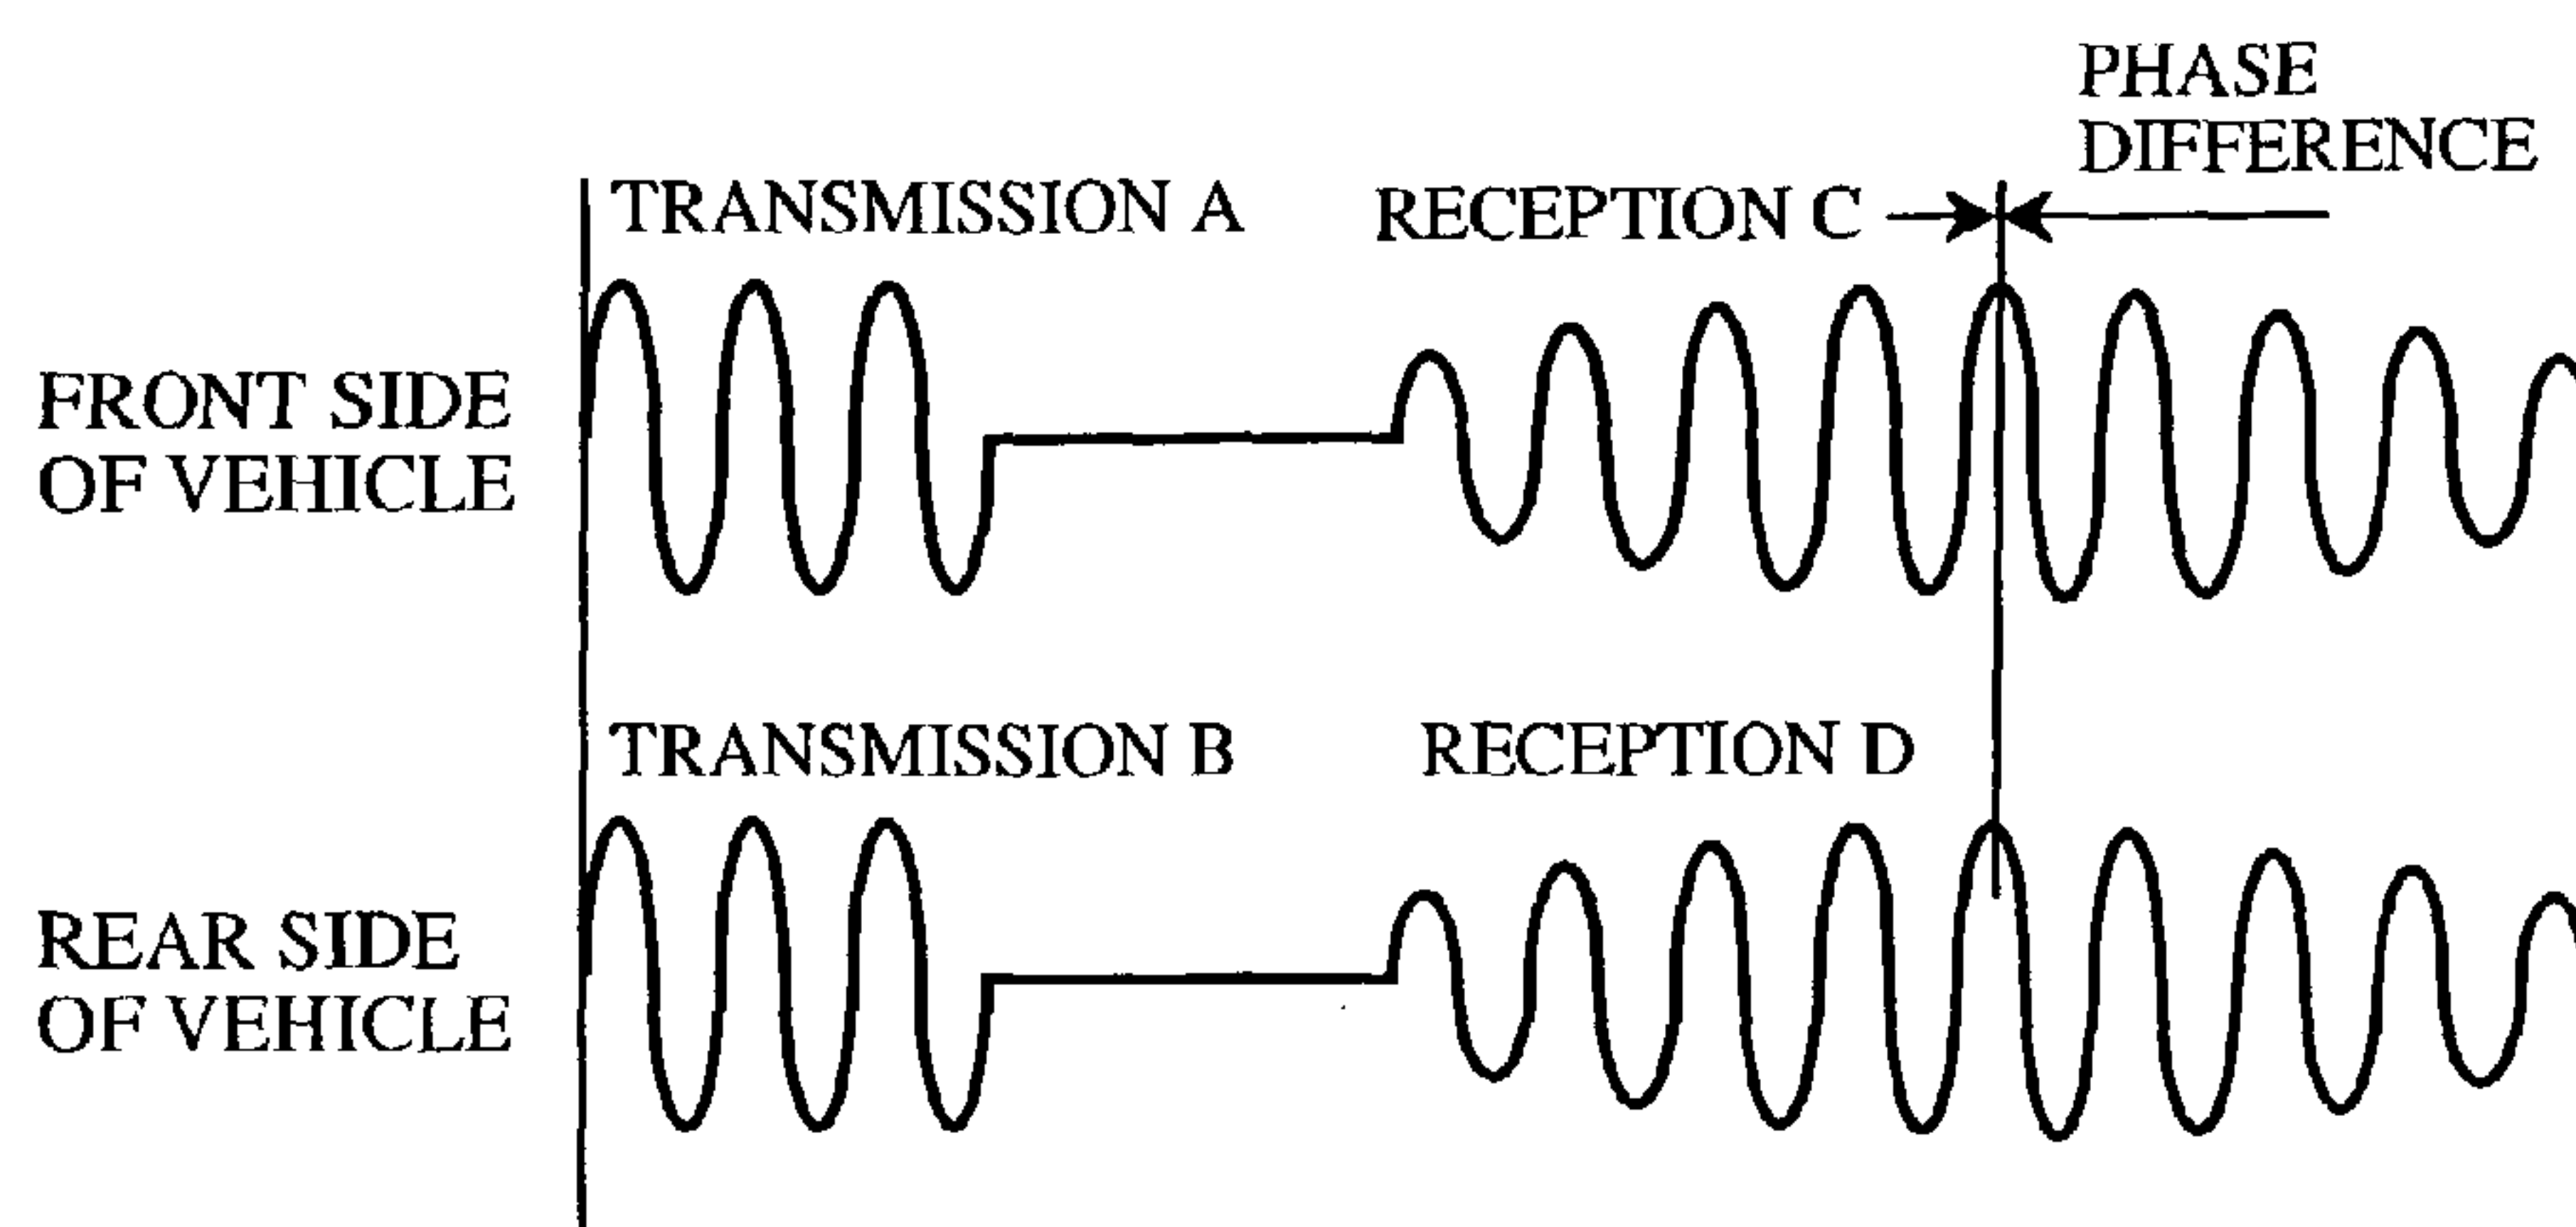 PHASE
DIFFERENCE
TRANSMISSION A
RECEPTION C
FRONT SIDE
OF VEHICLE
TRANSMISSION B
RECEPTION D
REAR SIDE
OF VEHICLE